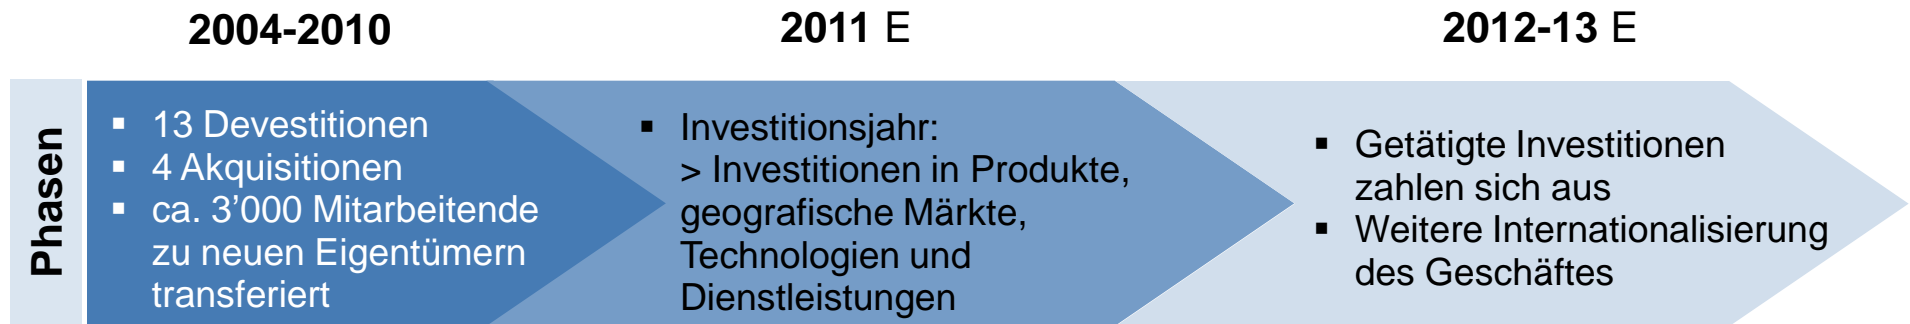 2004-2010
2011 E
2012-13 E
Phasen
▪ 13 Devestitionen
▪ 4 Akquisitionen
▪ ca. 3’000 Mitarbeitende
zu neuen Eigentümern
transferiert
▪ Investitionsjahr:
> Investitionen in Produkte,
geografische Märkte,
Technologien und
Dienstleistungen
▪ Getätigte Investitionen
zahlen sich aus
▪ Weitere Internationalisierung
des Geschäftes